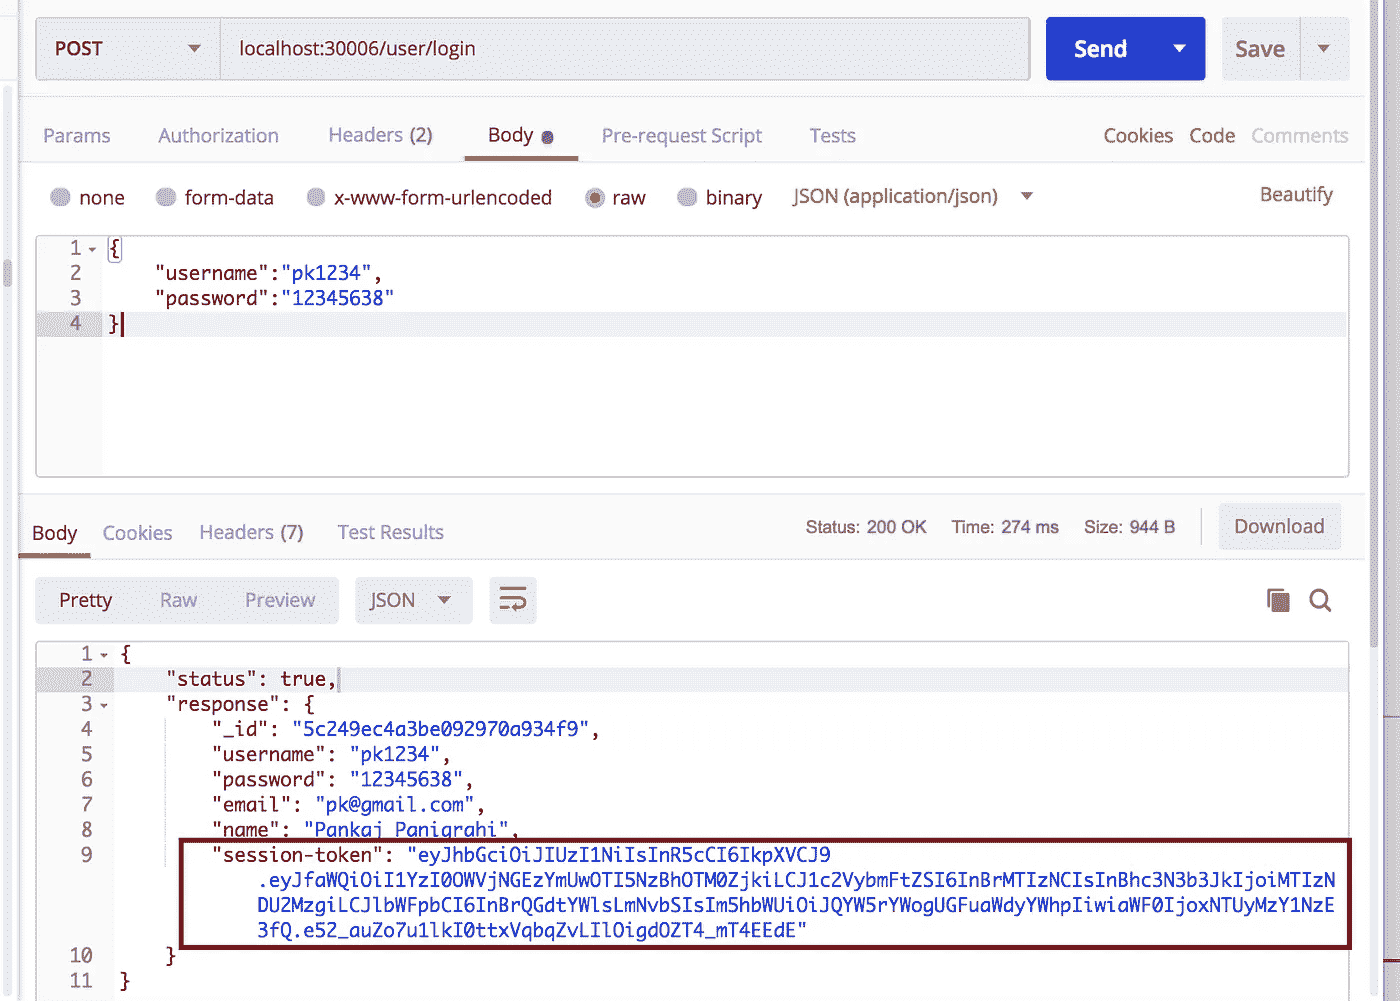 POST localhost:30006/user/login Send Save
Params Authorization Headers (2) Body Pre-request Script Tests Cookies Code Comments
none form-data x-www-form-urlencoded raw binary JSON (application/json) Beautify
1 {
2 "username":"pk1234",
3 "password":"12345638"
4 }
Body Cookies Headers (7) Test Results Status: 200 OK Time: 274 ms Size: 944 B Download
Pretty Raw Preview JSON
1 {
2 "status": true,
3 "response": {
4 "_id": "5c249ec4a3be092970a934f9",
5 "username": "pk1234",
6 "password": "12345638",
7 "email": "pk@gmail.com",
8 "name": "Pankaj Panigrahi",
9 "session-token": "eyJhbGciOiJIUzI1NiIsInR5cCI6IkpXVCJ9
.eyJfaWQiOiI1YzI0OWVjNGEzYmUwOTI5NzBhOTM0ZjkiLCJ1c2VybmFtZSI6InBrMTIzNCIsInBhc3N3b3JkIjoiMTIzN
DU2MzgiLCJlbWFpbCI6InBrQGdtYWlsLmNvbSIsIm5hbWUiOiJQYW5rYWogUGFuaWdyYWhpIiwiaWF0IjoxNTUyMzY1NzE
3fQ.e52_auZo7u1lkI0ttxVqbqZvLIlOigdOZT4_mT4EEdE"
10 }
11 }